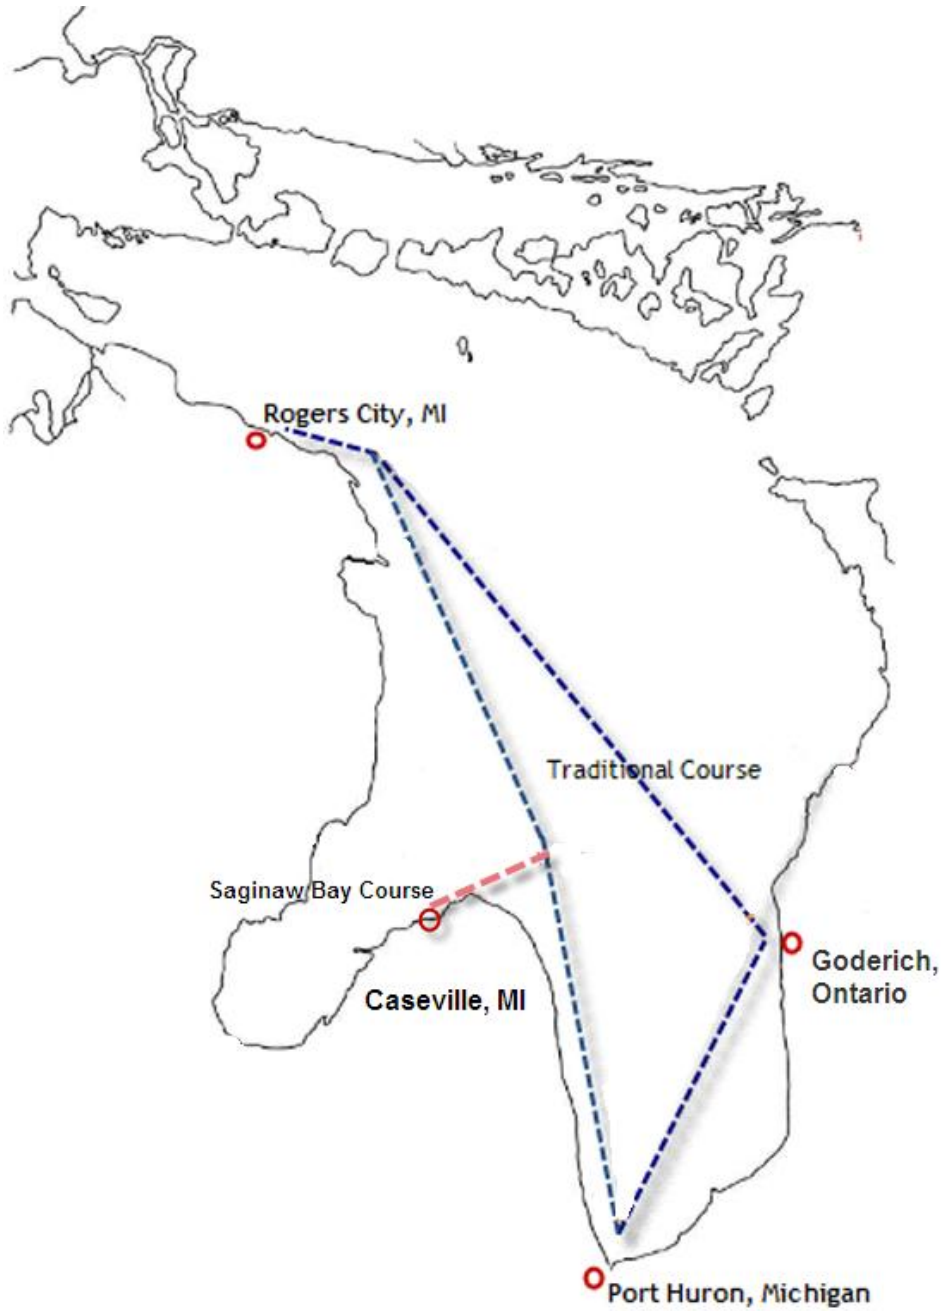 Rogers City, MI
Traditional Course
Saginaw Bay Course
Goderich,
Ontario
Caseville, MI
Port Huron, Michigan